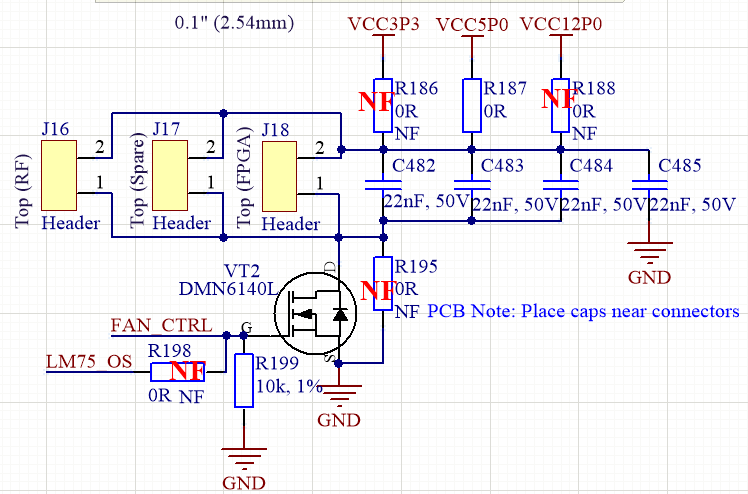 0.1" (2.54mm)
VCC3P3
VCC5P0
VCC12P0
R186
0R
NF
NF
R187
0R
R188
0R
NF
NF
J16
2
1
Header
Top (RF)
J17
2
1
Header
Top (Spare)
J18
2
1
Header
Top (FPGA)
C482
22nF, 50V
C483
22nF, 50V
C484
22nF, 50V
C485
22nF, 50V
GND
VT2
DMN6140L
D
G
S
R195
0R
NF
NF
PCB Note: Place caps near connectors
FAN_CTRL
LM75_OS
R198
NF
0R NF
R199
10k, 1%
GND
GND